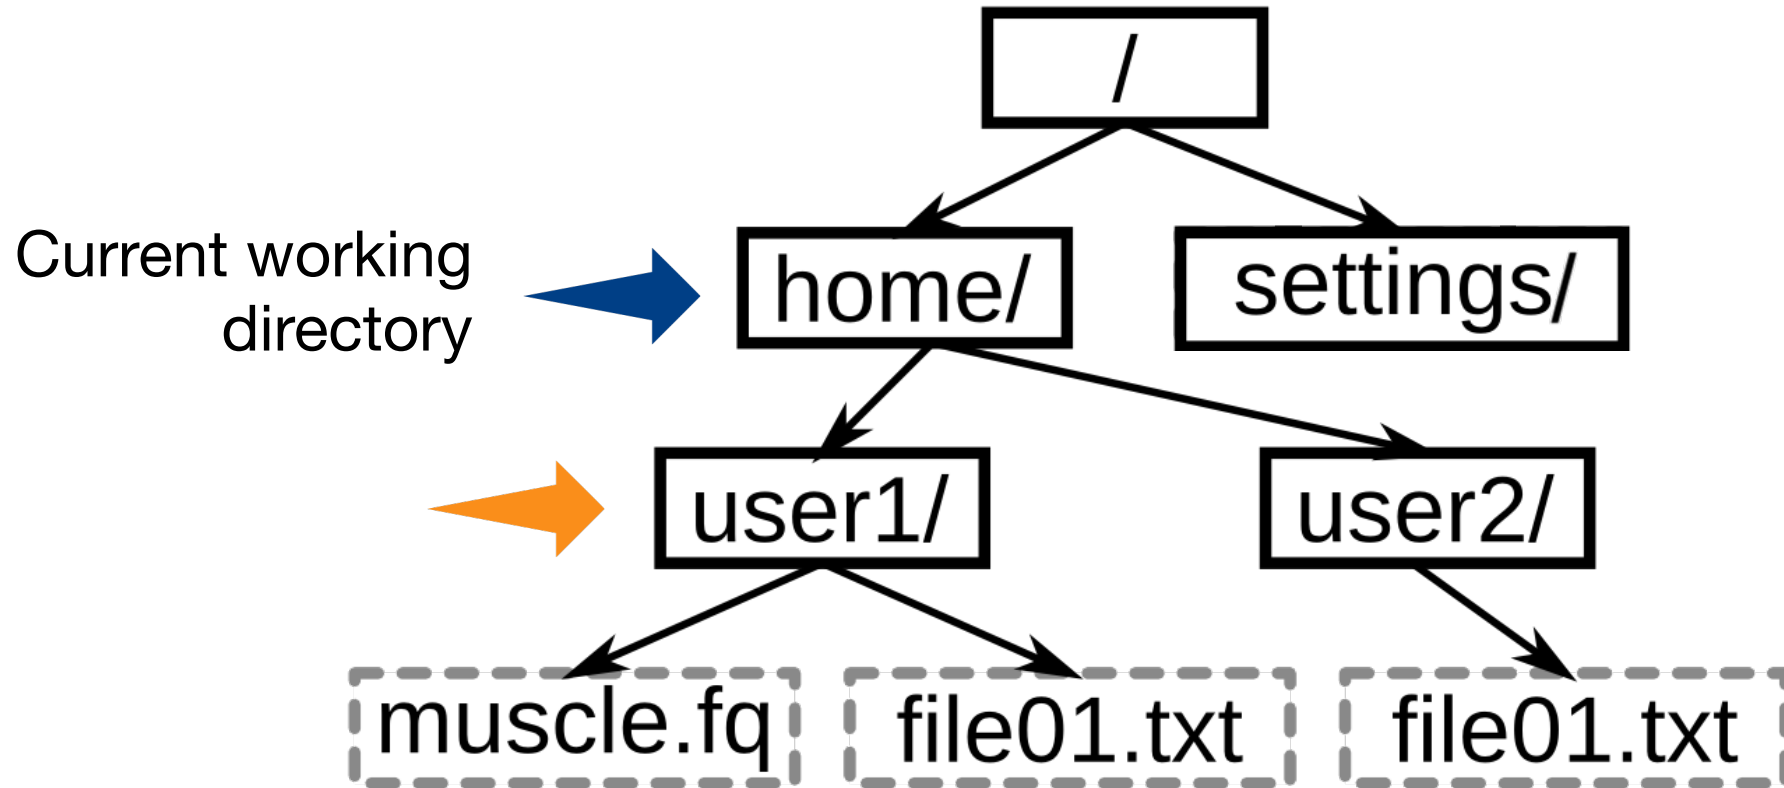 /
Current working
directory
home/
settings/
user1/
user2/
muscle.fq
file01.txt
file01.txt